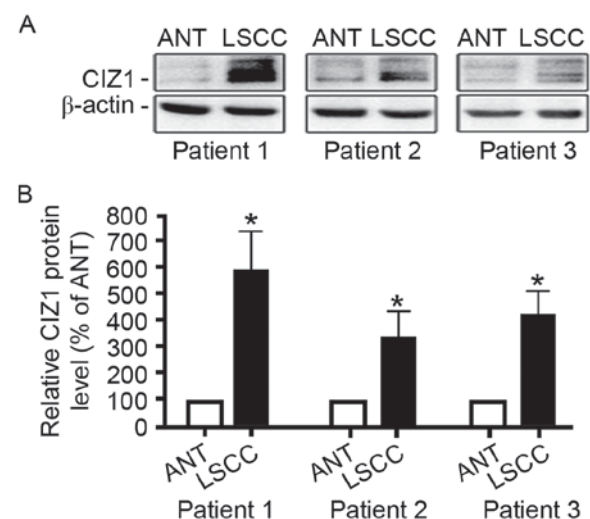 A
ANT LSCC ANT LSCC ANT LSCC
CIZ1 -
β-actin -
Patient 1 Patient 2 Patient 3
B
Relative CIZ1 protein
level (% of ANT)
800
700
600
500
400
300
200
100
0
* * *
ANT LSCC ANT LSCC ANT LSCC
Patient 1 Patient 2 Patient 3